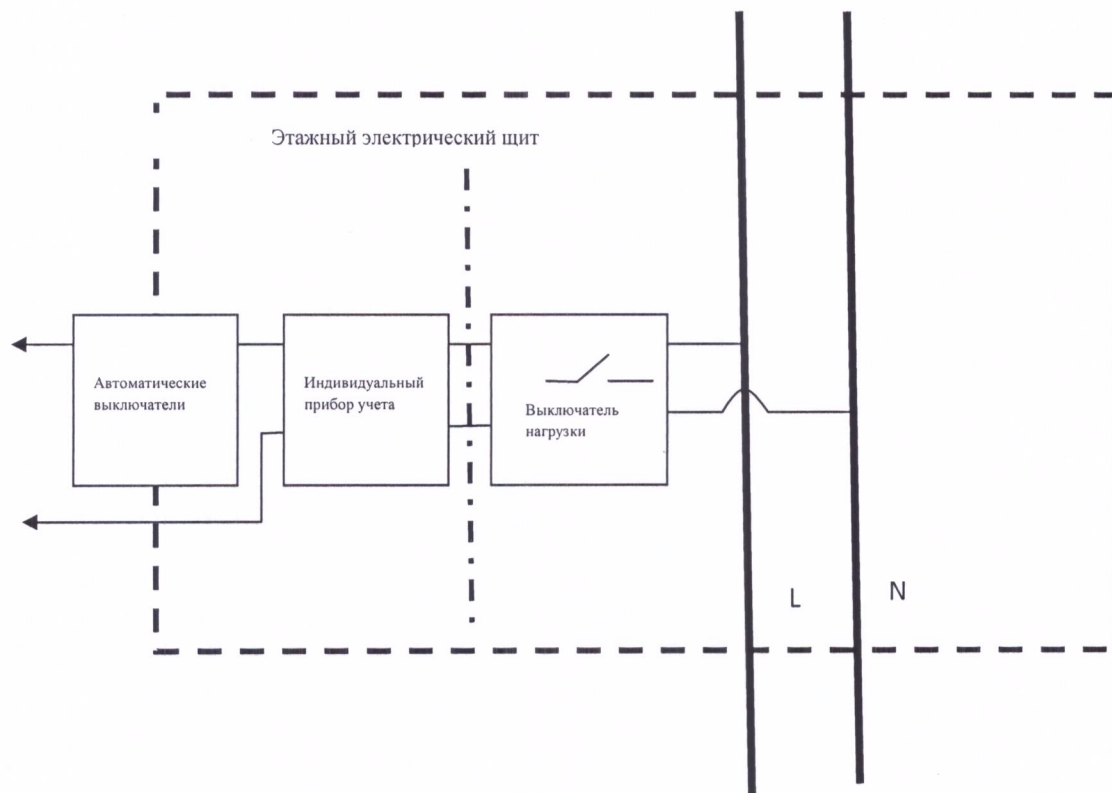 Этажный электрический щит
Автоматические
выключатели
Индивидуальный
прибор учета
Выключатель
нагрузки
L
N